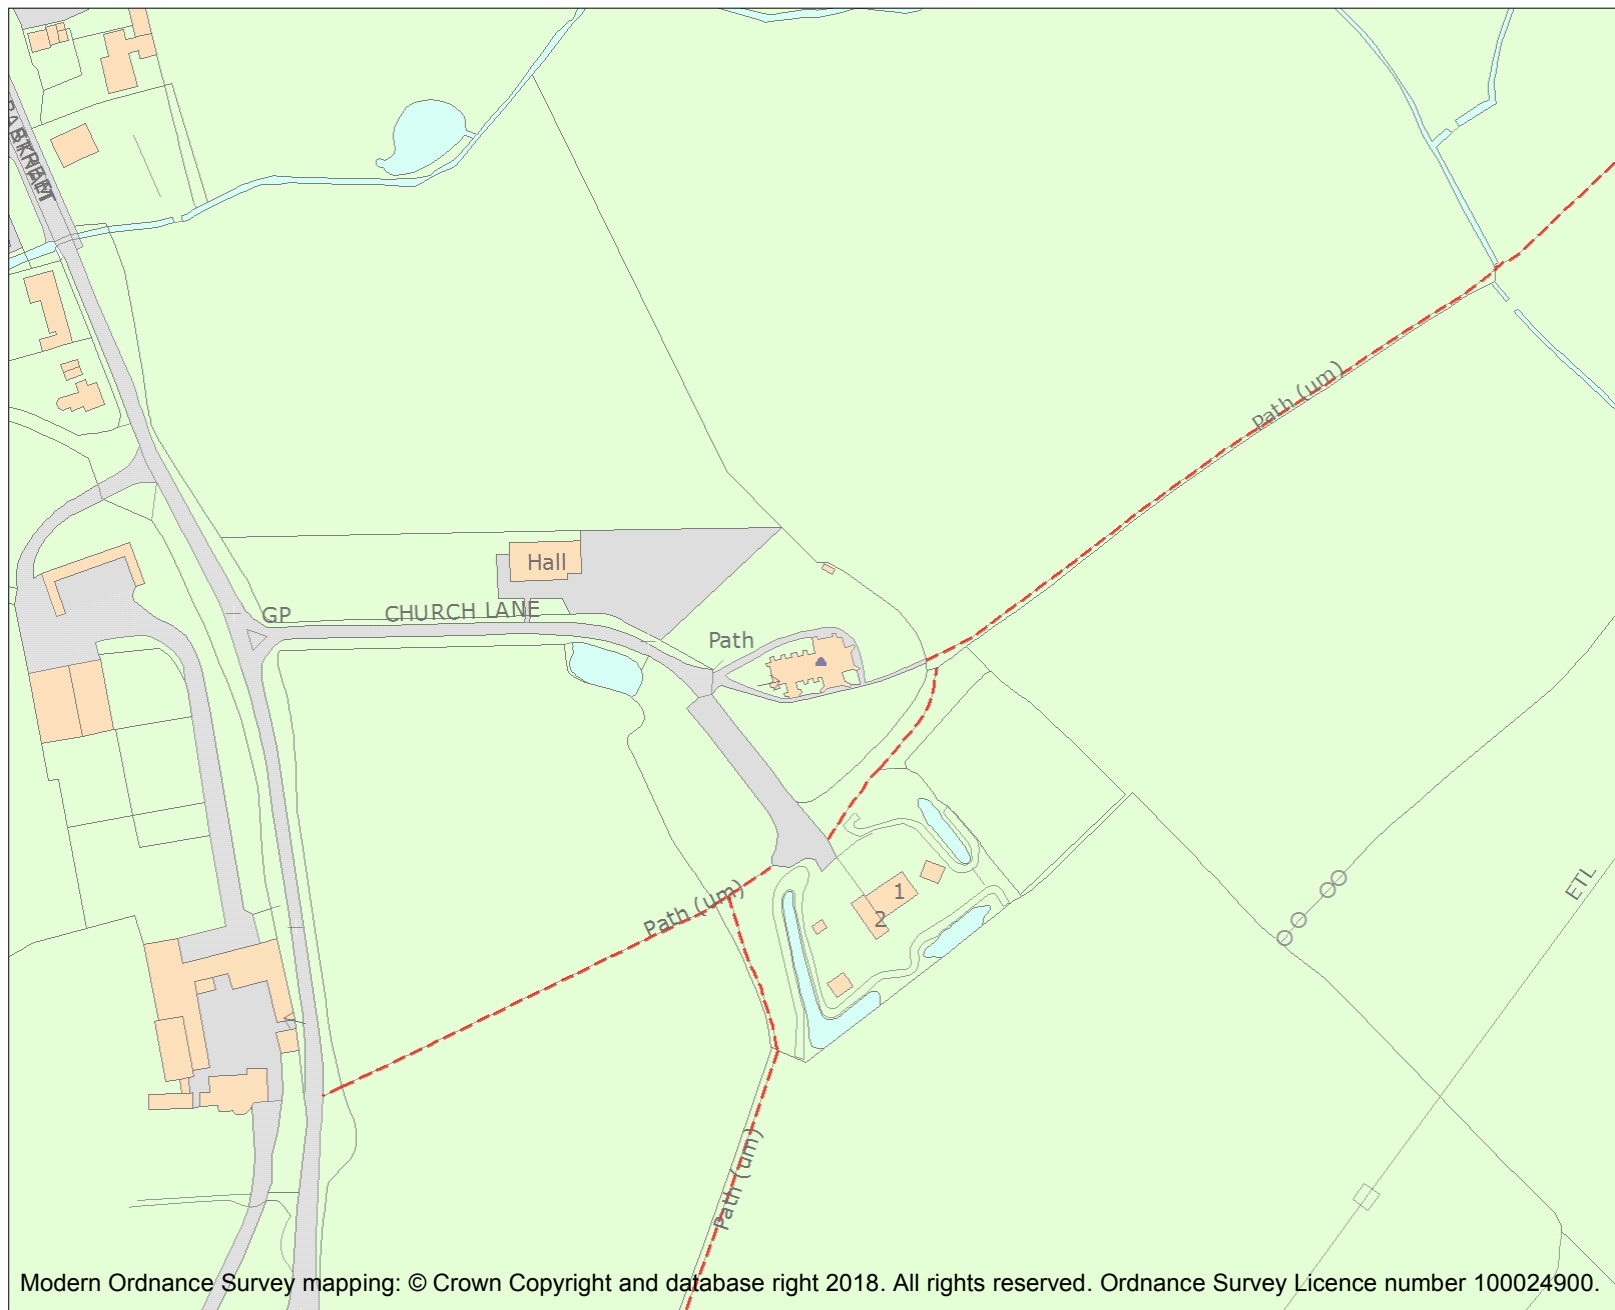 Path (um)
Hall
GP
CHURCH LANE
Path
1
2
Path (um)
ETL
Path (um)
Modern Ordnance Survey mapping: © Crown Copyright and database right 2018. All rights reserved. Ordnance Survey Licence number 100024900.